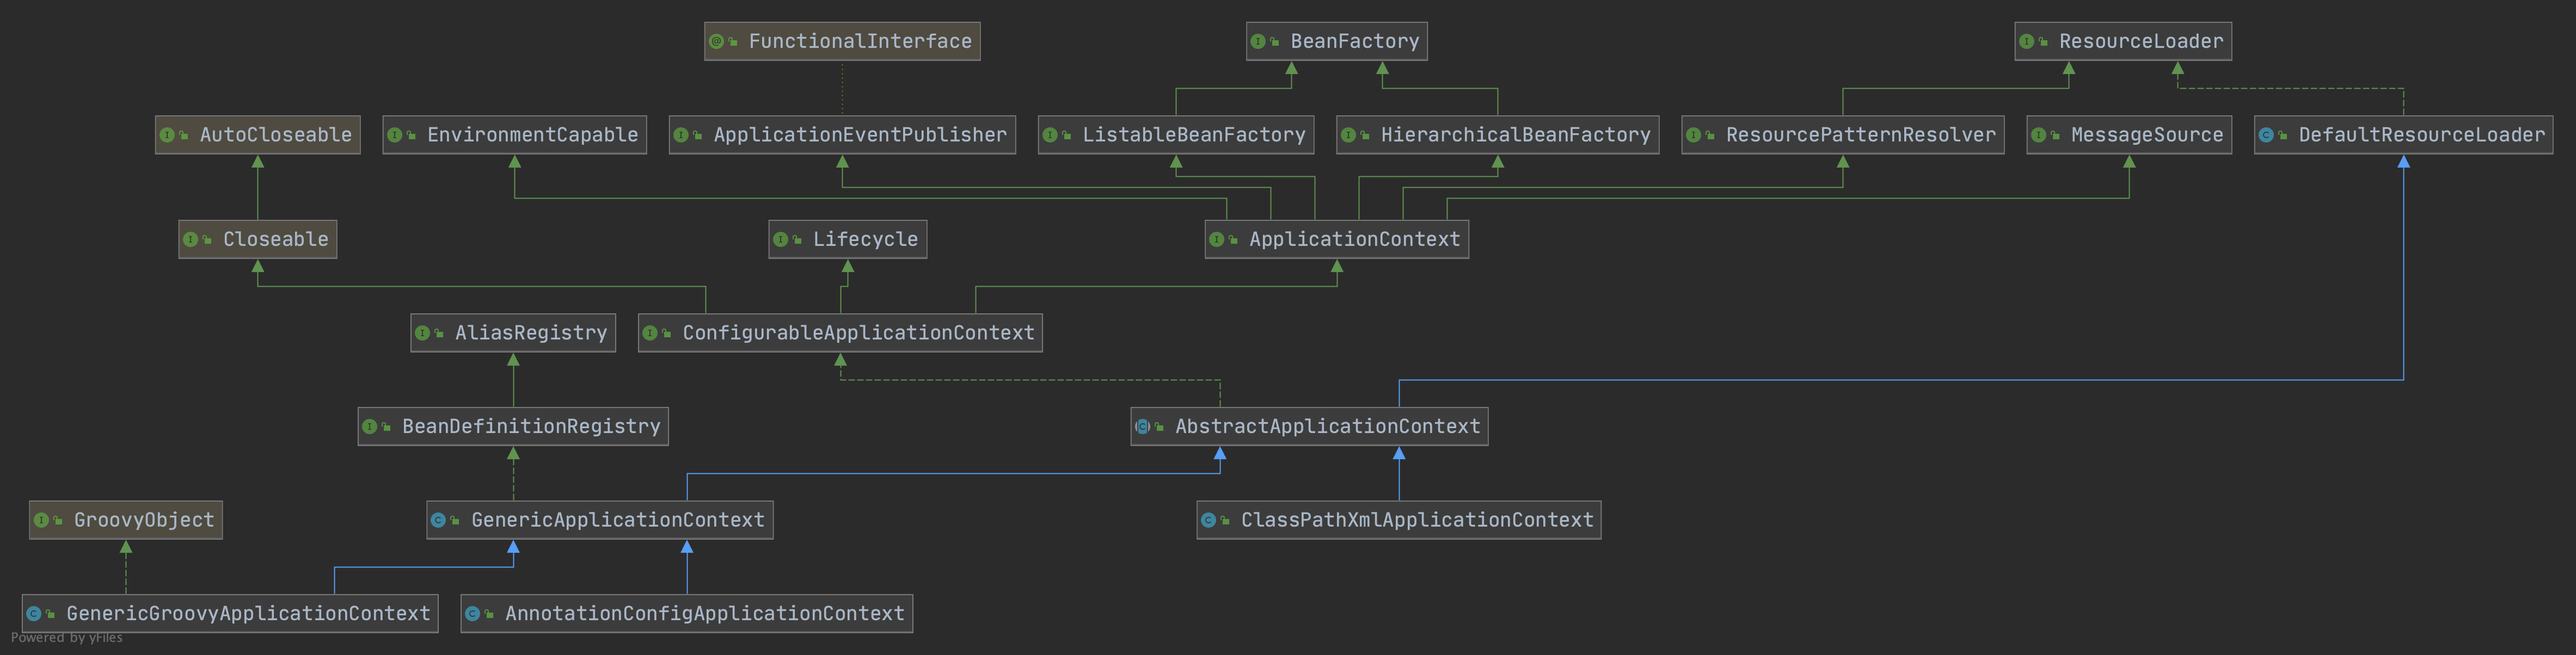 FunctionalInterface
BeanFactory
ResourceLoader
AutoCloseable
EnvironmentCapable
ApplicationEventPublisher
ListableBeanFactory
HierarchicalBeanFactory
ResourcePatternResolver
MessageSource
DefaultResourceLoader
Closeable
Lifecycle
ApplicationContext
AliasRegistry
ConfigurableApplicationContext
BeanDefinitionRegistry
AbstractApplicationContext
GroovyObject
GenericApplicationContext
ClassPathXmlApplicationContext
GenericGroovyApplicationContext
AnnotationConfigApplicationContext
Powered by yFiles